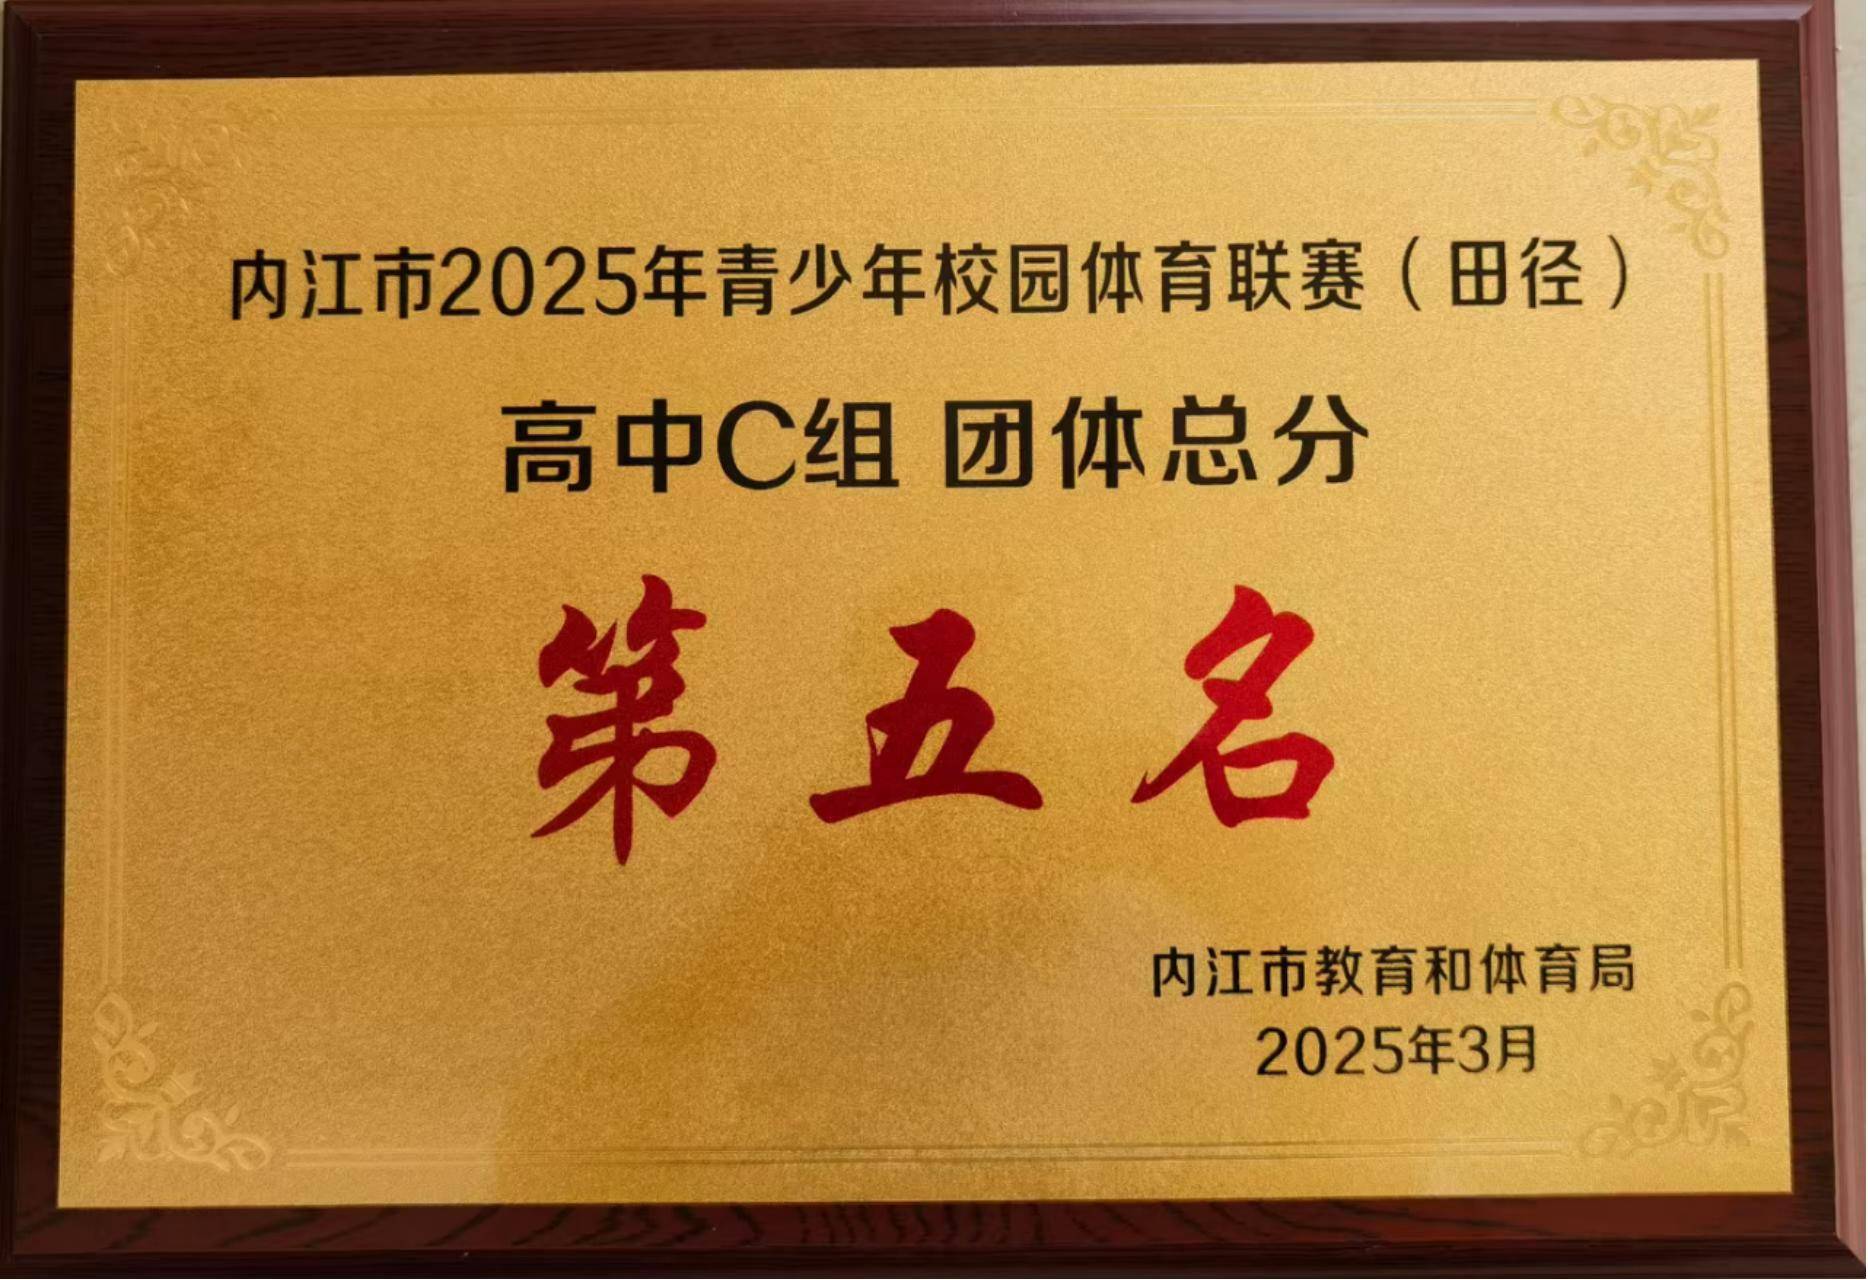 内江市2025年青少年校园体育联赛（田径）
高中C组 团体总分
第五名
内江市教育和体育局
2025年3月